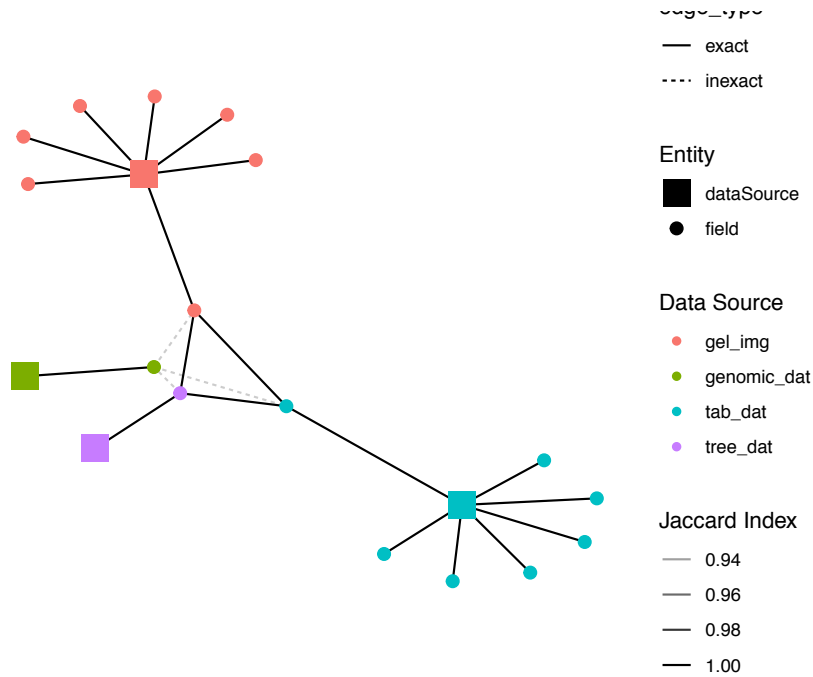 edge_type
exact
inexact
Entity
dataSource
field
Data Source
gel_img
genomic_dat
tab_dat
tree_dat
Jaccard Index
0.94
0.96
0.98
1.00